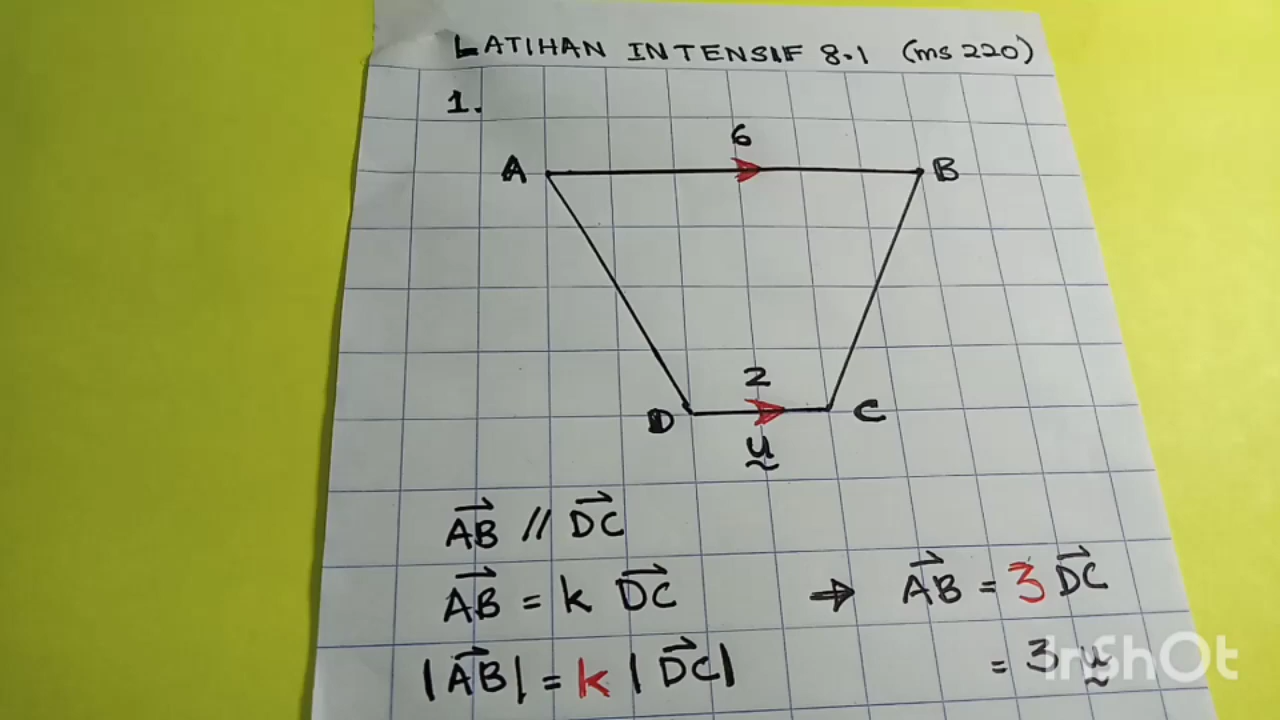 LATIHAN INTENSIF 8.1 (ms 220)
1.
6
A B
2
D C
u
~
AB⃗ // DC⃗
AB⃗ = k DC⃗ → AB⃗ = 3 DC⃗
|AB⃗| = k |DC⃗| = 3 u
~
InShOt